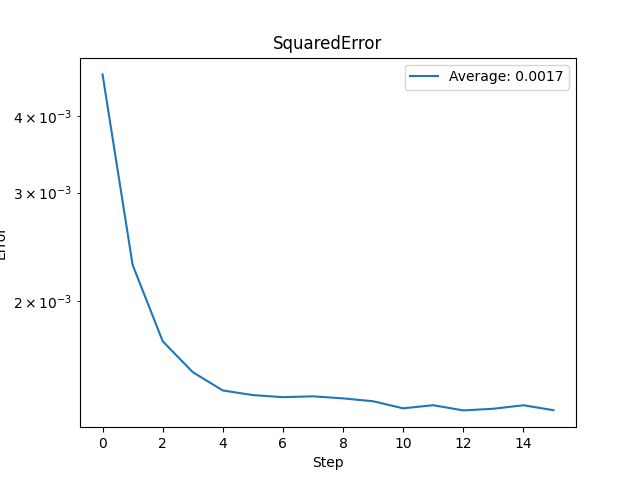 SquaredError
Average: 0.0017
4 × 10⁻³
3 × 10⁻³
2 × 10⁻³
Error
0 2 4 6 8 10 12 14
Step